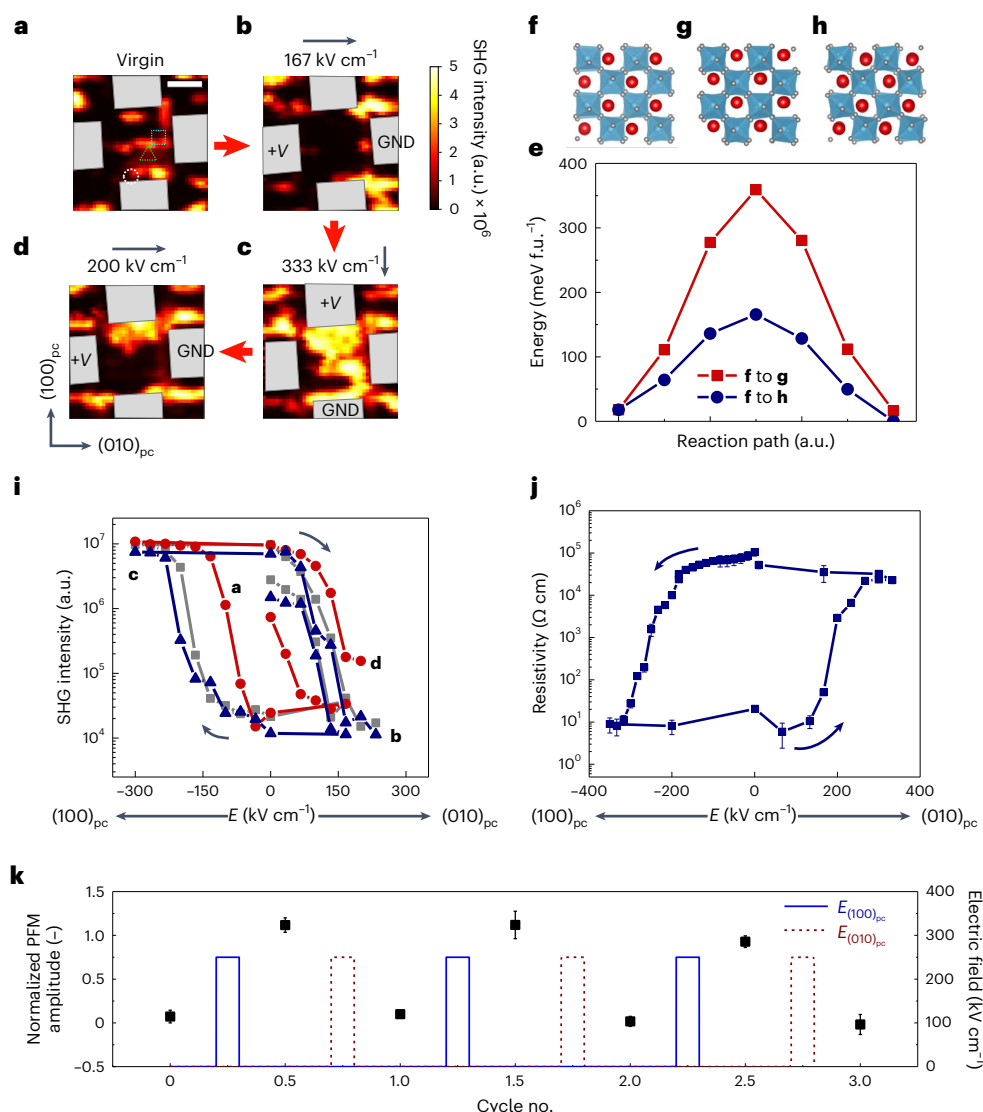 a
Virgin
b
167 kV cm⁻¹
+V
GND
5
4
3
2
1
0
SHG intensity (a.u.) × 10⁶
d
200 kV cm⁻¹
+V
GND
c
333 kV cm⁻¹
+V
GND
(100)pc
(010)pc
f
g
h
e
400
300
200
100
0
Energy (meV f.u.⁻¹)
f to g
f to h
Reaction path (a.u.)
i
10⁷
10⁶
10⁵
10⁴
SHG intensity (a.u.)
c
a
d
b
−300 −150 0 150 300
(100)pc E (kV cm⁻¹) (010)pc
j
10⁶
10⁵
10⁴
10³
10²
10¹
10⁰
Resistivity (Ω cm)
−400 −200 0 200 400
(100)pc E (kV cm⁻¹) (010)pc
k
1.5
1.0
0.5
0
−0.5
Normalized PFM
amplitude (–)
E(100)pc
E(010)pc
400
300
200
100
0
Electric field (kV cm⁻¹)
0 0.5 1.0 1.5 2.0 2.5 3.0
Cycle no.